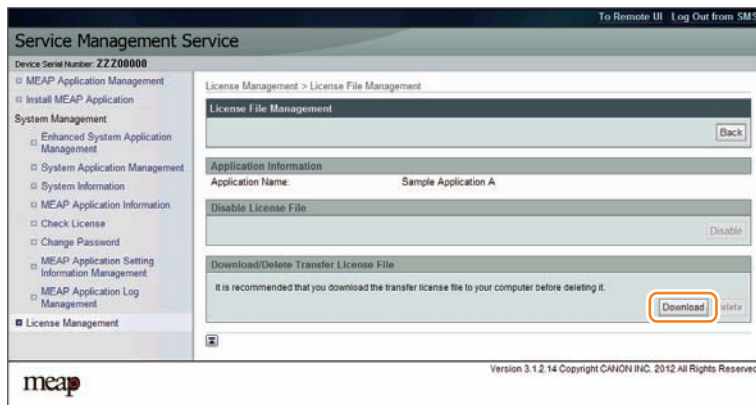 To Remote UI Log Out from SMS
Service Management Service
Device Serial Number: ZZZ00000
MEAP Application Management
Install MEAP Application
System Management
Enhanced System Application
Management
System Application Management
System Information
MEAP Application Information
Check License
Change Password
MEAP Application Setting
Information Management
MEAP Application Log
Management
License Management
License Management > License File Management
License File Management
Back
Application Information
Application Name: Sample Application A
Disable License File
Disable
Download/Delete Transfer License File
It is recommended that you download the transfer license file to your computer before deleting it.
Download elete
Version 3.1.2.14 Copyright CANON INC. 2012 All Rights Reserved
meap